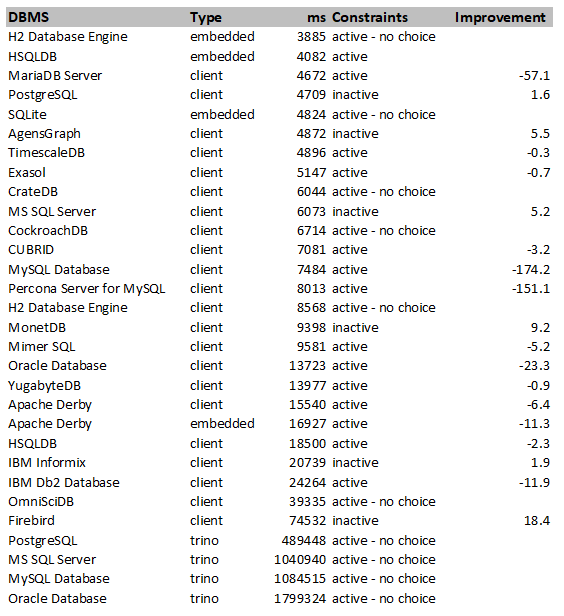 DBMS Type ms Constraints Improvement
H2 Database Engine embedded 3885 active - no choice
HSQLDB embedded 4082 active
MariaDB Server client 4672 active -57.1
PostgreSQL client 4709 inactive 1.6
SQLite embedded 4824 active - no choice
AgensGraph client 4872 inactive 5.5
TimescaleDB client 4896 active -0.3
Exasol client 5147 active -0.7
CrateDB client 6044 active - no choice
MS SQL Server client 6073 inactive 5.2
CockroachDB client 6714 active - no choice
CUBRID client 7081 active -3.2
MySQL Database client 7484 active -174.2
Percona Server for MySQL client 8013 active -151.1
H2 Database Engine client 8568 active - no choice
MonetDB client 9398 inactive 9.2
Mimer SQL client 9581 active -5.2
Oracle Database client 13723 active -23.3
YugabyteDB client 13977 active -0.9
Apache Derby client 15540 active -6.4
Apache Derby embedded 16927 active -11.3
HSQLDB client 18500 active -2.3
IBM Informix client 20739 inactive 1.9
IBM Db2 Database client 24264 active -11.9
OmniSciDB client 39335 active - no choice
Firebird client 74532 inactive 18.4
PostgreSQL trino 489448 active - no choice
MS SQL Server trino 1040940 active - no choice
MySQL Database trino 1084515 active - no choice
Oracle Database trino 1799324 active - no choice